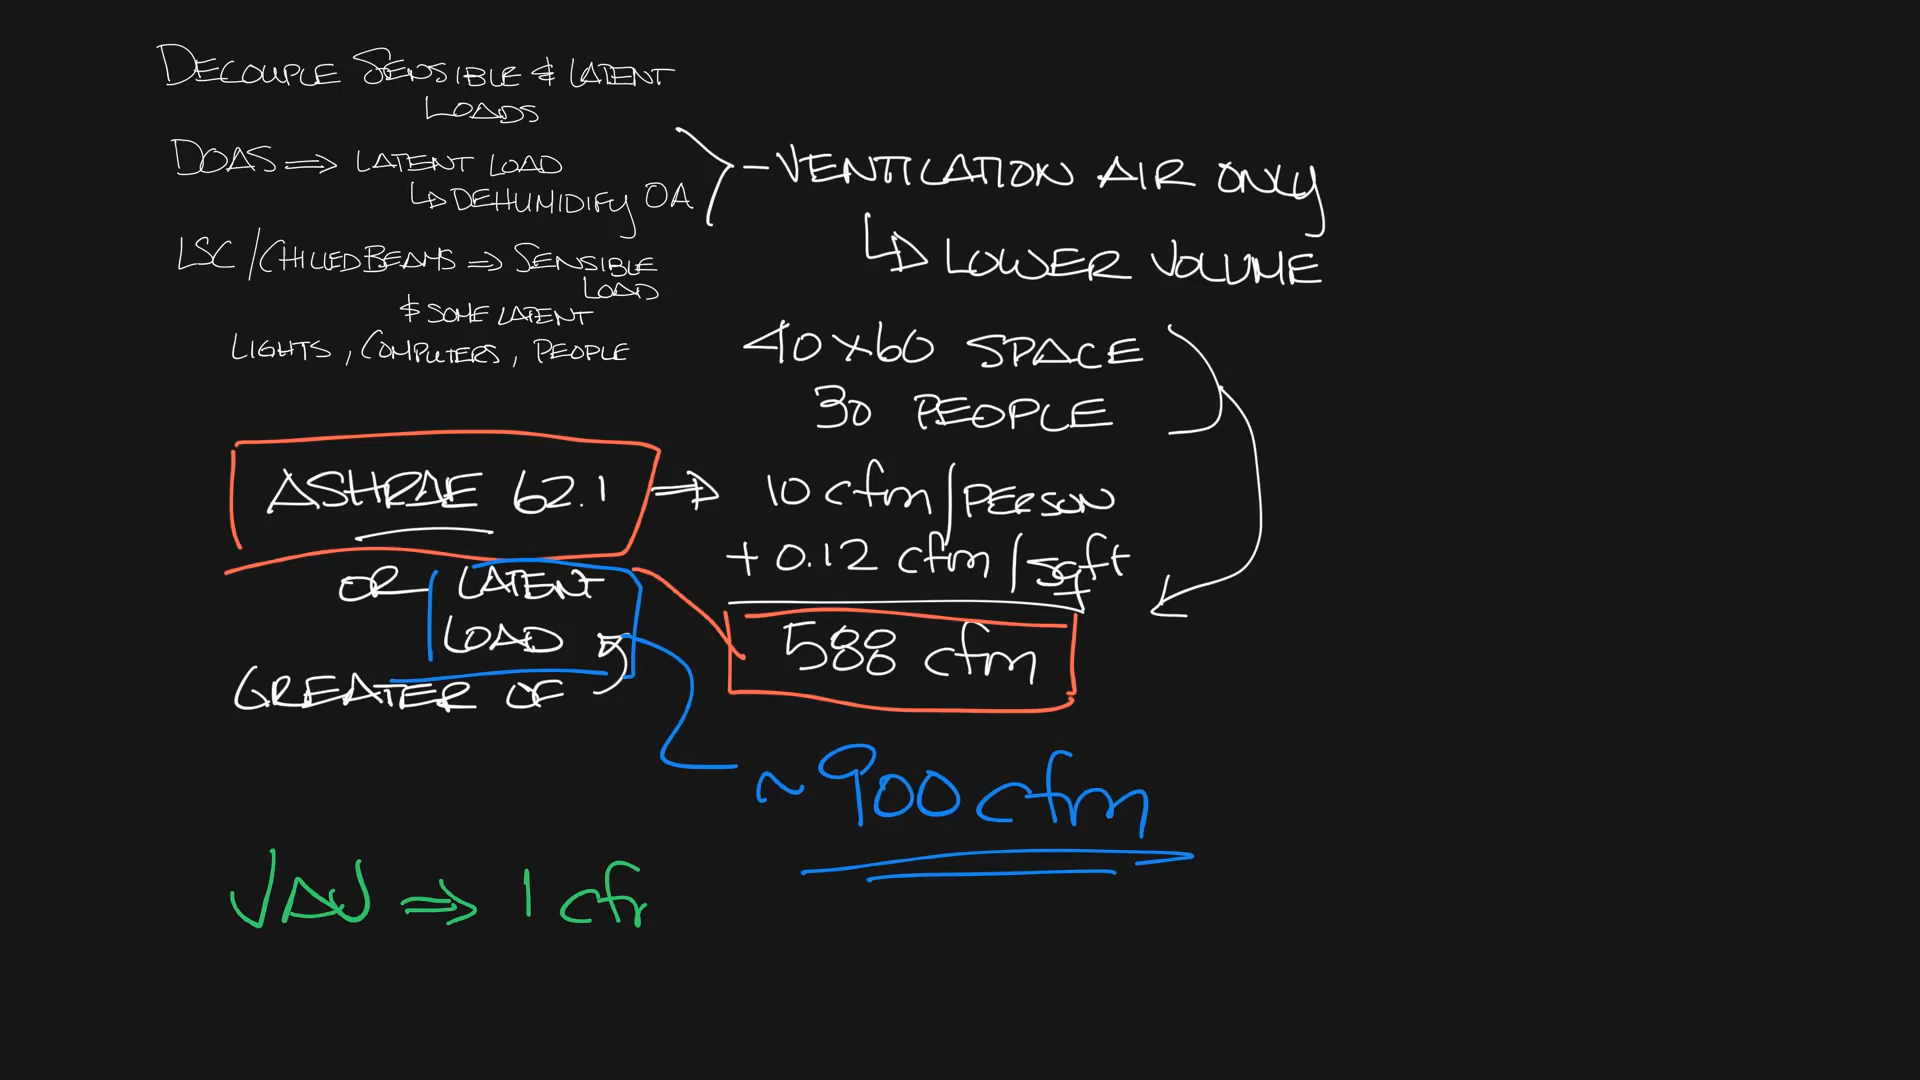 DECOUPLE SENSIBLE & LATENT
LOADS
DOAS => LATENT LOAD
↳ DEHUMIDIFY OA
LSC/CHILLED BEAMS => SENSIBLE
LOAD
& SOME LATENT
LIGHTS, COMPUTERS, PEOPLE
- VENTILATION AIR ONLY
↳ LOWER VOLUME
40x60 SPACE
30 PEOPLE
ASHRAE 62.1 =>
10 cfm/PERSON
+ 0.12 cfm/sqft
588 cfm
OR LATENT
LOAD
GREATER OF
~900 cfm
VAV => 1 cfr